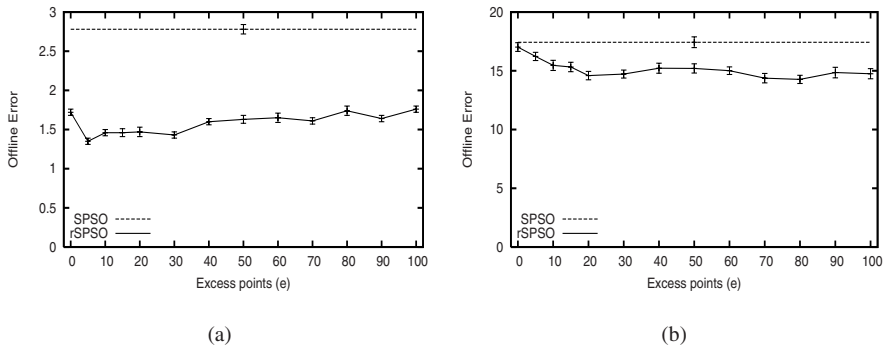 3
2.5
2
1.5
1
0.5
0
Offline Error
SPSO
rSPSO
0 10 20 30 40 50 60 70 80 90 100
Excess points (e)
(a)
20
15
10
5
0
Offline Error
SPSO
rSPSO
0 10 20 30 40 50 60 70 80 90 100
Excess points (e)
(b)